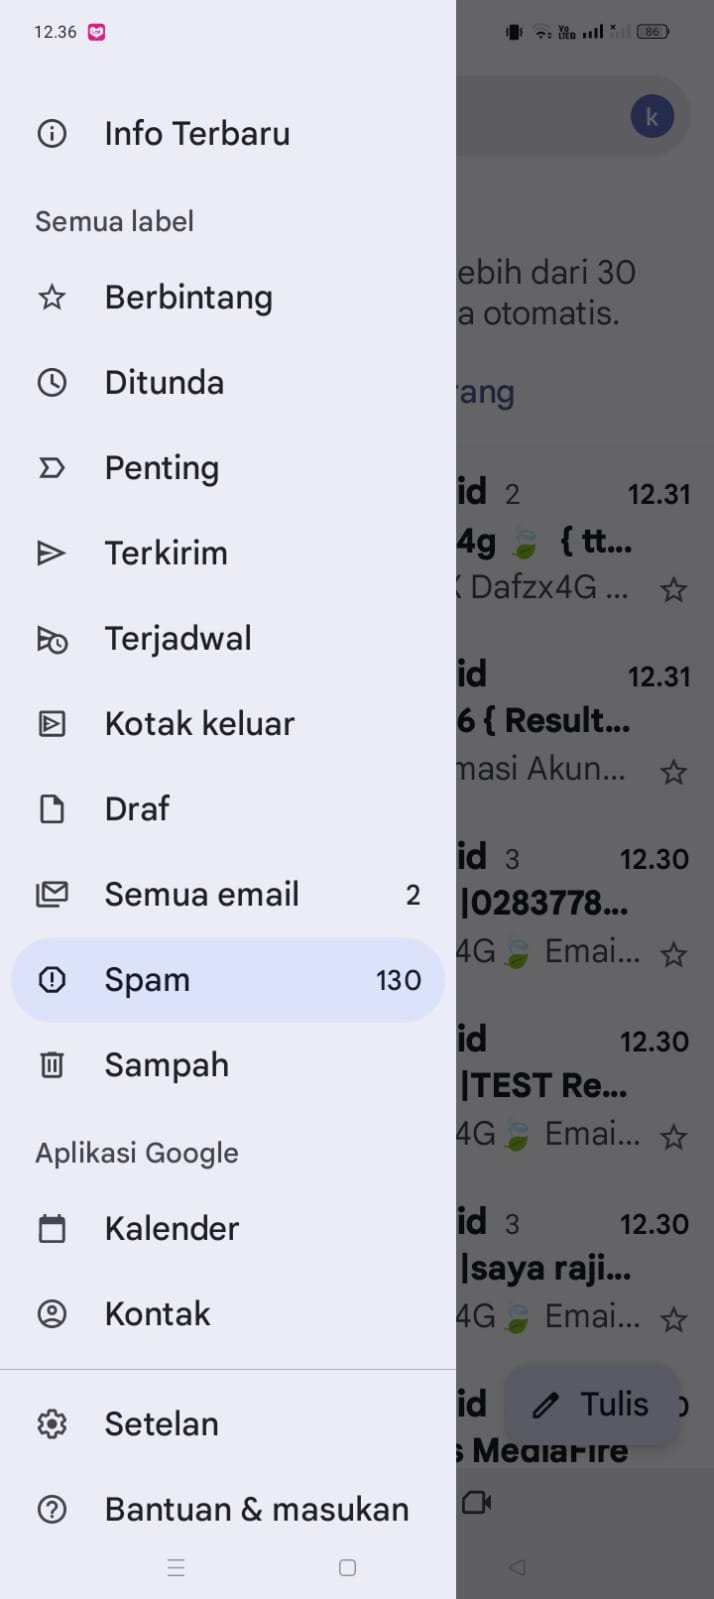 12.36
Vo LTED
86
k
Info Terbaru
Semua label
ebih dari 30
a otomatis.
Berbintang
Ditunda
rang
Penting
id 2 12.31
4g { tt...
Terkirim
Dafzx4G ...
Terjadwal
id 12.31
Kotak keluar
6 { Result...
masi Akun...
Draf
id 3 12.30
Semua email 2
|0283778...
4G Emai...
Spam 130
id 12.30
Sampah
|TEST Re...
4G Emai...
Aplikasi Google
Kalender
id 3 12.30
|saya raji...
Kontak
4G Emai...
id
Tulis
Setelan
s MediaFire
Bantuan & masukan